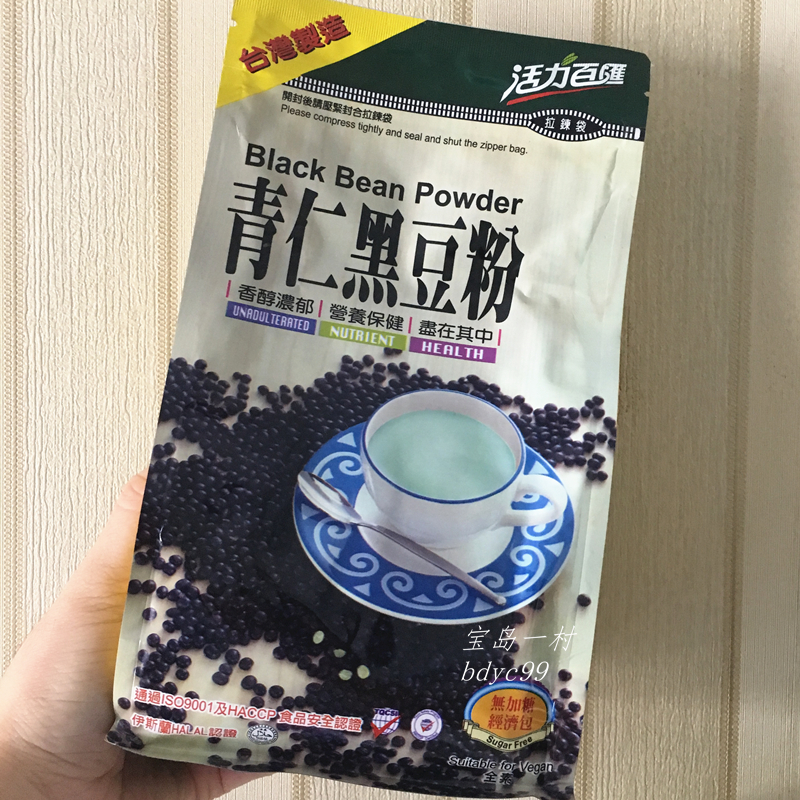 台灣製造
活力百匯
開封後請壓緊封合拉鍊袋
Please compress tightly and seal and shut the zipper bag.
拉鍊袋
Black Bean Powder
青仁黑豆粉
香醇濃郁 營養保健 盡在其中
UNADULTERATED NUTRIENT HEALTH
宝岛一村
bdyc99
通過ISO9001及HACCP 食品安全認證
伊斯蘭HALAL認證
TQCSI
無加糖
經濟包
Sugar Free
Suitable for Vegan
全素